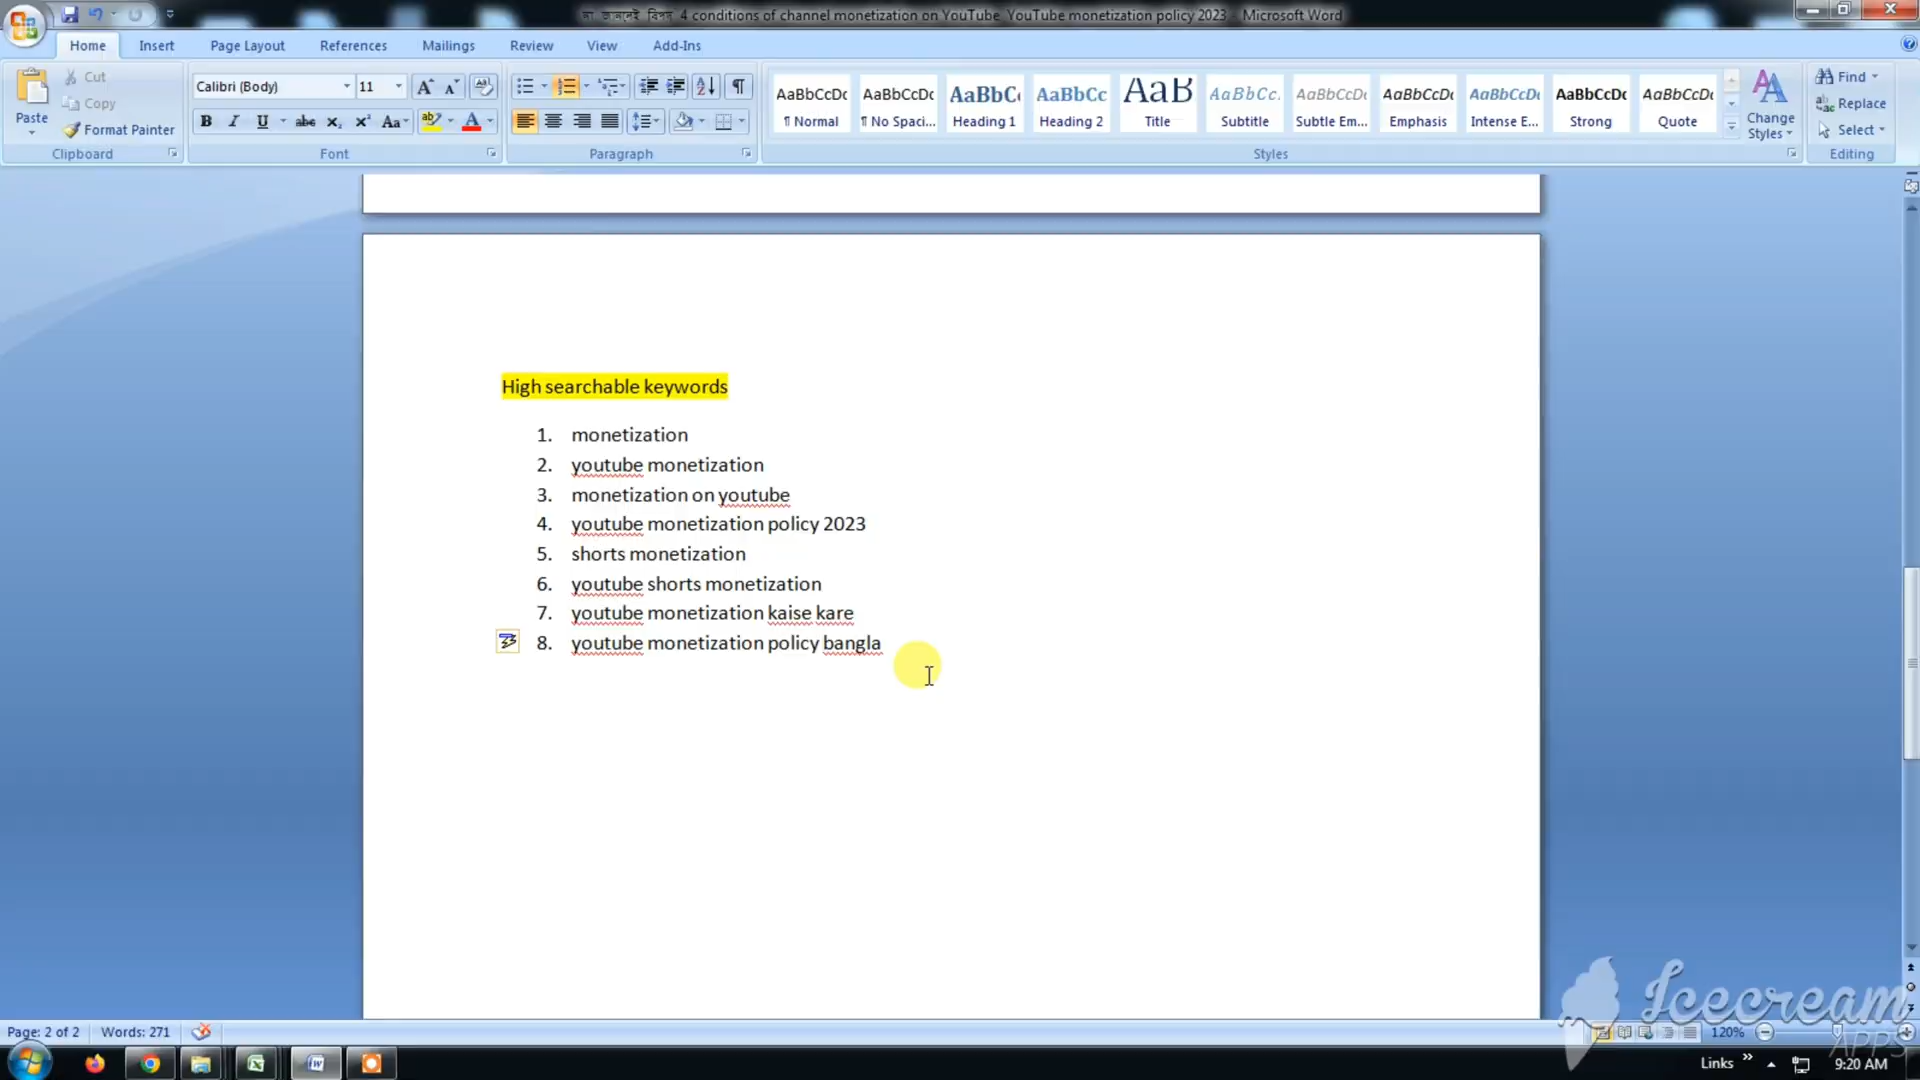 জানলেই বিপদ 4 conditions of channel monetization on YouTube YouTube monetization policy 2023 - Microsoft Word
Home Insert Page Layout References Mailings Review View Add-Ins
Paste
Cut
Copy
Format Painter
Clipboard
Calibri (Body) 11
Font
Paragraph
AaBbCcDc AaBbCcDc AaBbC AaBbCc AaB AaBbCc. AaBbCcDc AaBbCcDc AaBbCcDc AaBbCcDc AaBbCcDc
¶ Normal ¶ No Spaci... Heading 1 Heading 2 Title Subtitle Subtle Em... Emphasis Intense E... Strong Quote
Change Styles
Styles
Find
Replace
Select
Editing
High searchable keywords
1. monetization
2. youtube monetization
3. monetization on youtube
4. youtube monetization policy 2023
5. shorts monetization
6. youtube shorts monetization
7. youtube monetization kaise kare
8. youtube monetization policy bangla
Icecream
APPS
Page: 2 of 2 Words: 271 120%
Links 9:20 AM